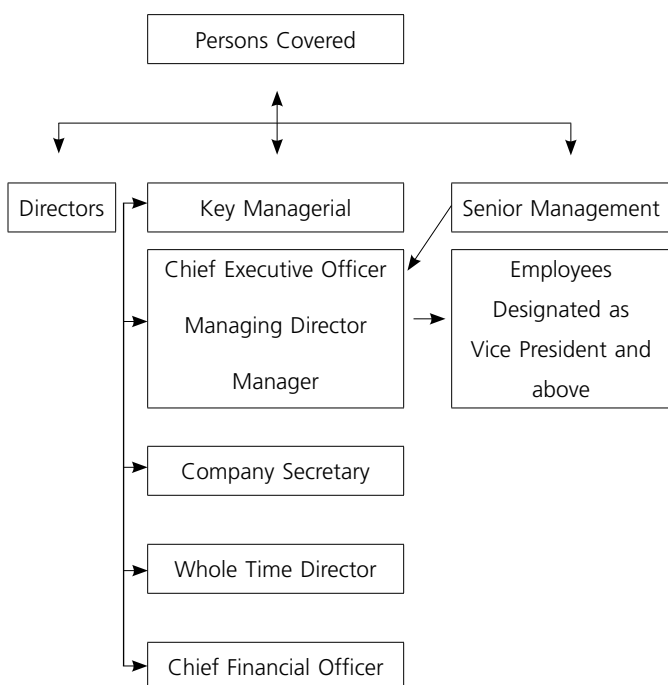 Persons Covered
Directors
Key Managerial
Senior Management
Chief Executive Officer
Managing Director
Manager
Employees
Designated as
Vice President and
above
Company Secretary
Whole Time Director
Chief Financial Officer